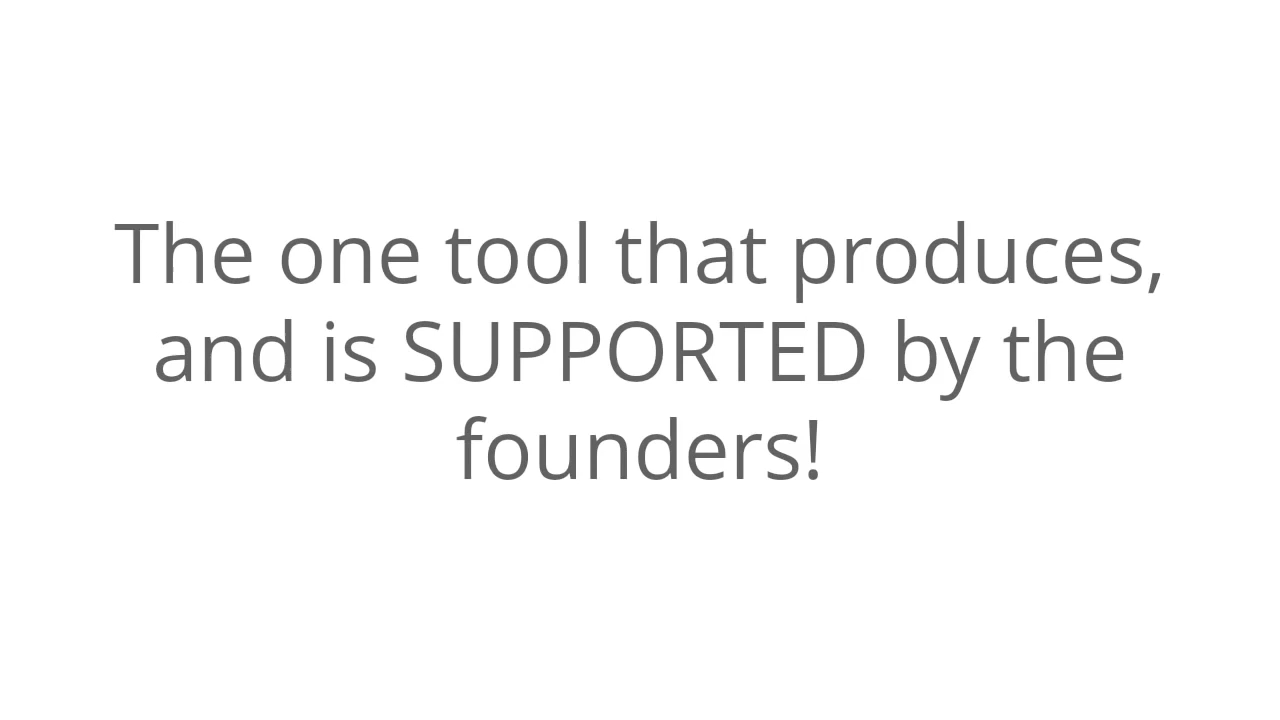 The one tool that produces,
and is SUPPORTED by the
founders!